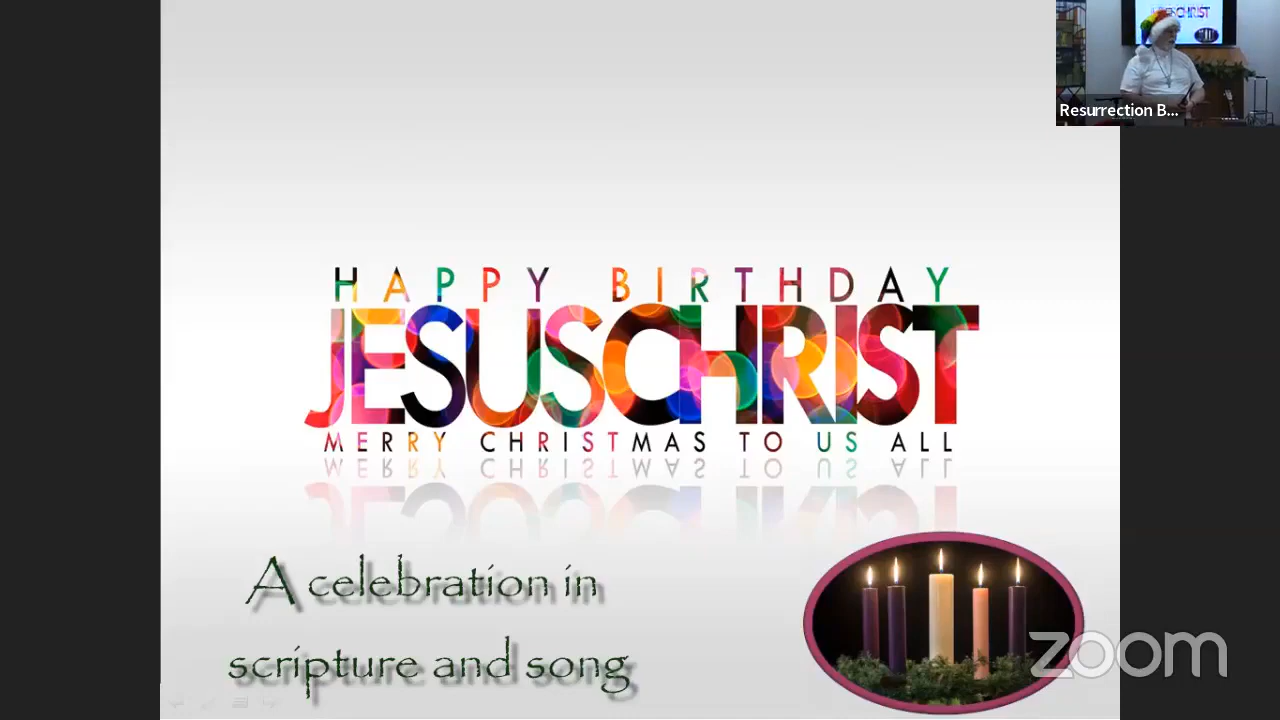 Resurrection B...
HAPPY BIRTHDAY
JESUSCHRIST
MERRY CHRISTMAS TO US ALL
A celebration in
scripture and song
zoom